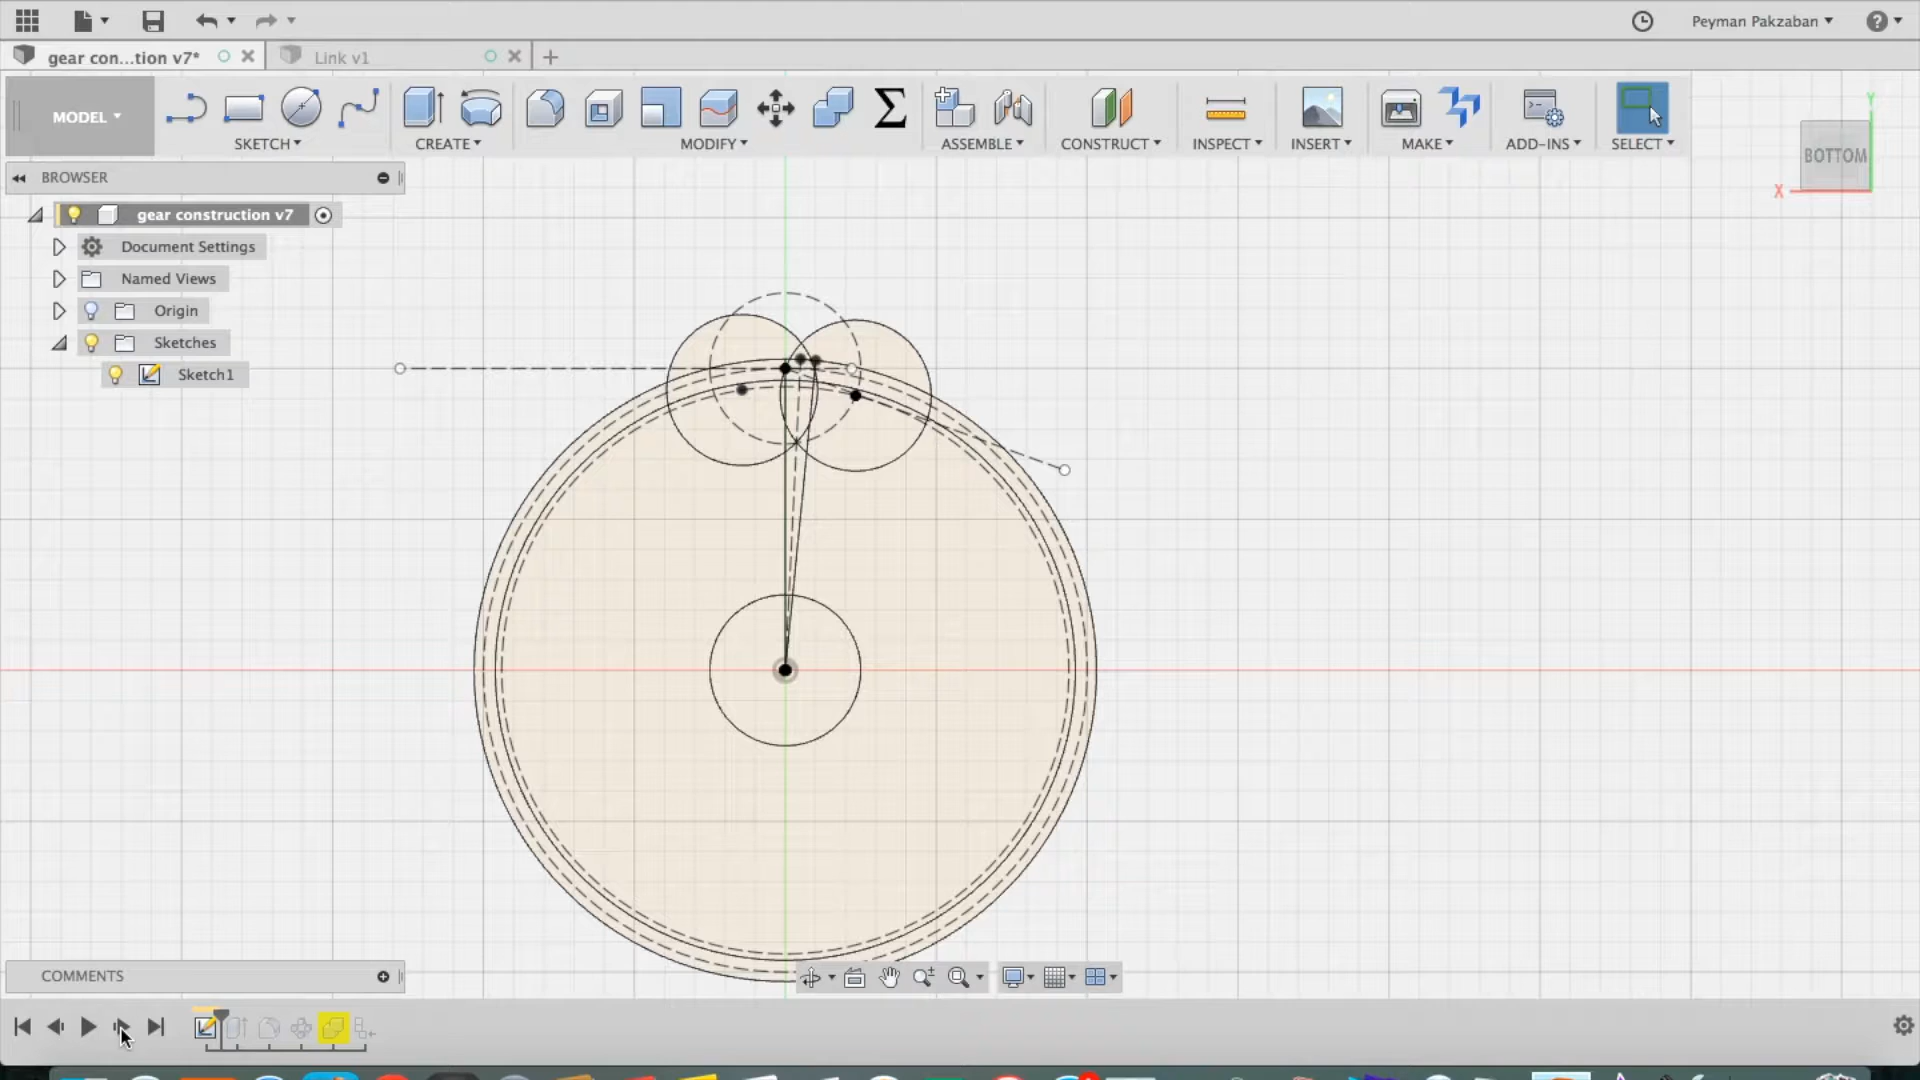 Peyman Pakzaban
gear con...tion v7*
Link v1
MODEL
SKETCH
CREATE
MODIFY
ASSEMBLE
CONSTRUCT
INSPECT
INSERT
MAKE
ADD-INS
SELECT
Y
BOTTOM
X
BROWSER
gear construction v7
Document Settings
Named Views
Origin
Sketches
Sketch1
COMMENTS